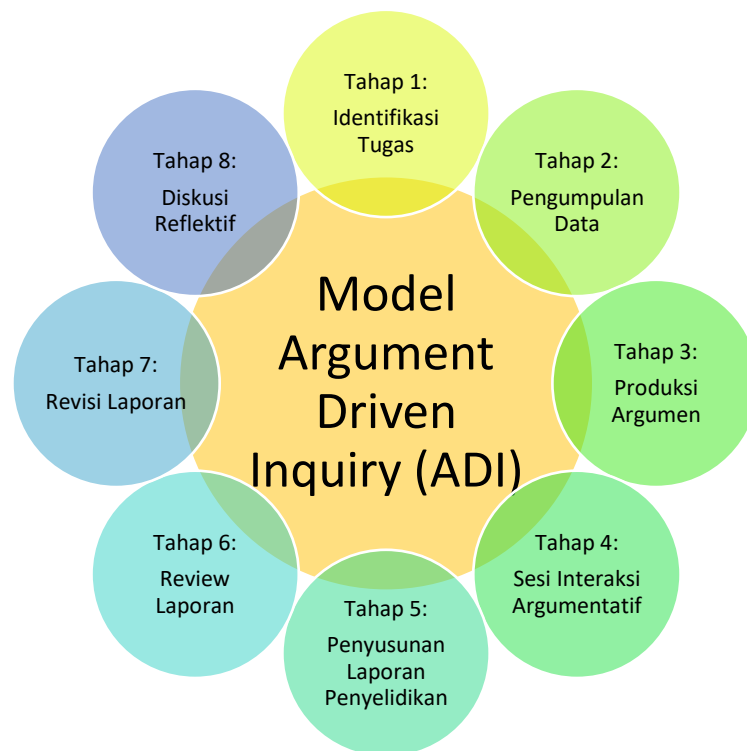 Tahap 1:
Identifikasi
Tugas
Tahap 2:
Pengumpulan
Data
Tahap 3:
Produksi
Argumen
Tahap 4:
Sesi Interaksi
Argumentatif
Tahap 5:
Penyusunan
Laporan
Penyelidikan
Tahap 6:
Review
Laporan
Tahap 7:
Revisi Laporan
Tahap 8:
Diskusi
Reflektif
Model
Argument
Driven
Inquiry (ADI)